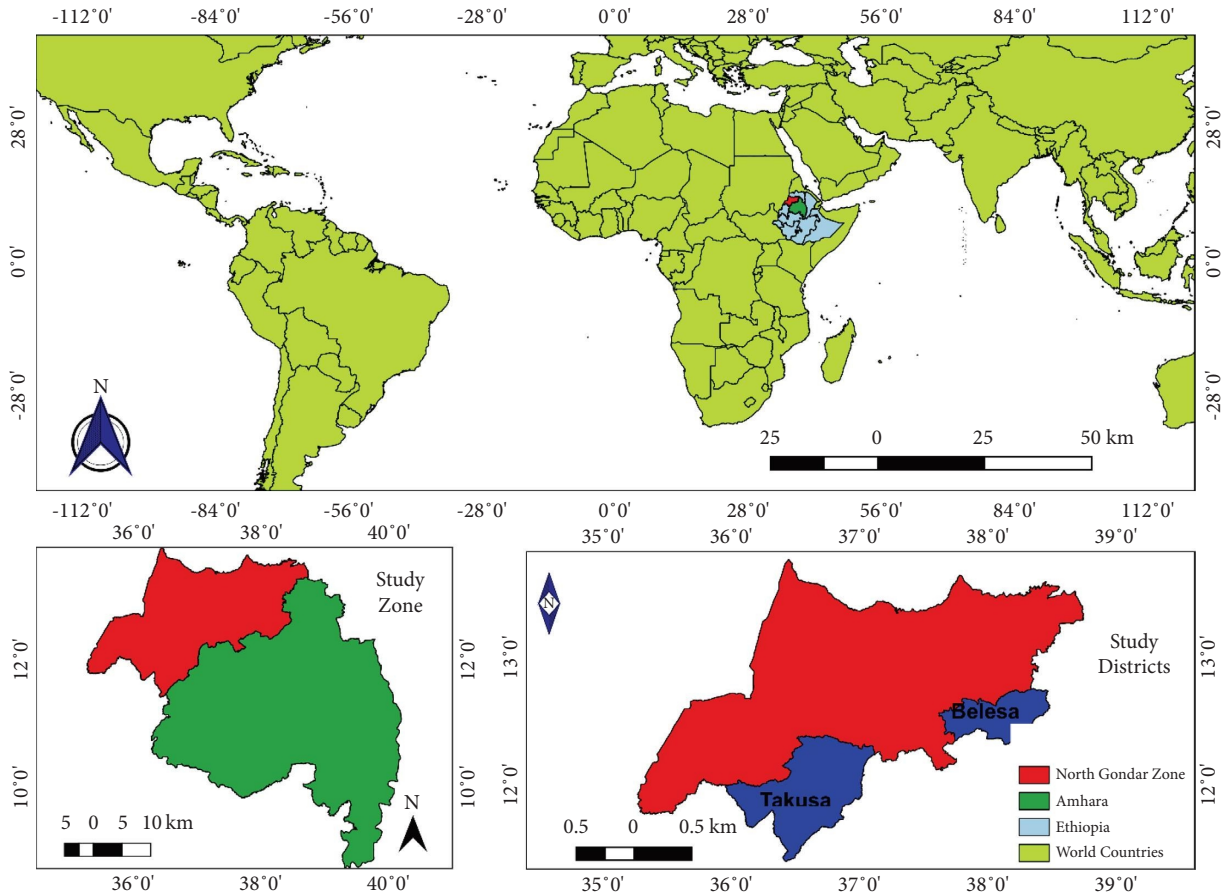 -112˚0' -84˚0' -56˚0' -28˚0' 0˚0' 28˚0' 56˚0' 84˚0' 112˚0'
28˚0' 28˚0'
0˚0' 0˚0'
-28˚0' -28˚0'
N
25 0 25 50 km
-112˚0' -84˚0' -56˚0' -28˚0' 0˚0' 28˚0' 56˚0' 84˚0' 112˚0'
36˚0' 38˚0' 40˚0'
Study
Zone
12˚0' 12˚0'
10˚0' 10˚0'
N
5 0 5 10 km
36˚0' 38˚0' 40˚0'
35˚0' 36˚0' 37˚0' 38˚0' 39˚0'
N
Study
Districts
13˚0' 13˚0'
Belesa
12˚0' 12˚0'
Takusa
North Gondar Zone
Amhara
Ethiopia
World Countries
0.5 0 0.5 km
35˚0' 36˚0' 37˚0' 38˚0' 39˚0'